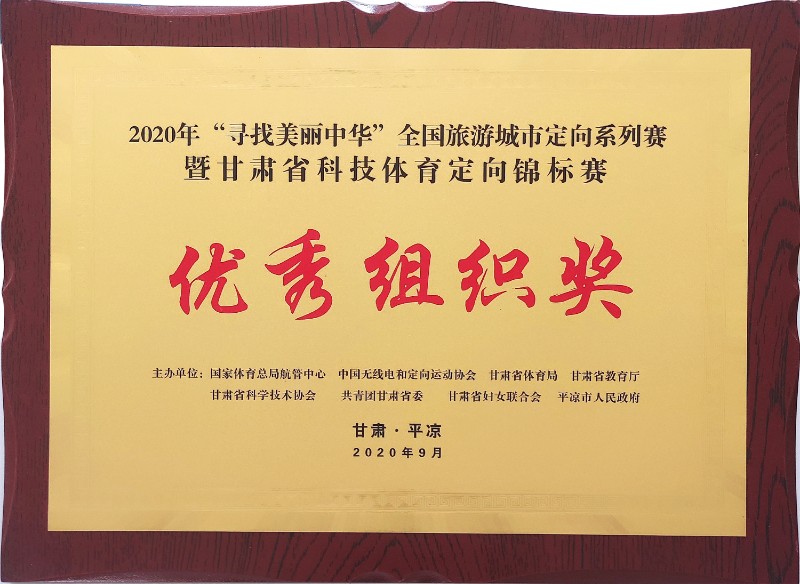 2020年“寻找美丽中华”全国旅游城市定向系列赛
暨甘肃省科技体育定向锦标赛
优秀组织奖
主办单位：国家体育总局航管中心 中国无线电和定向运动协会 甘肃省体育局 甘肃省教育厅
甘肃省科学技术协会 共青团甘肃省委 甘肃省妇女联合会 平凉市人民政府
甘肃·平凉
2020年9月